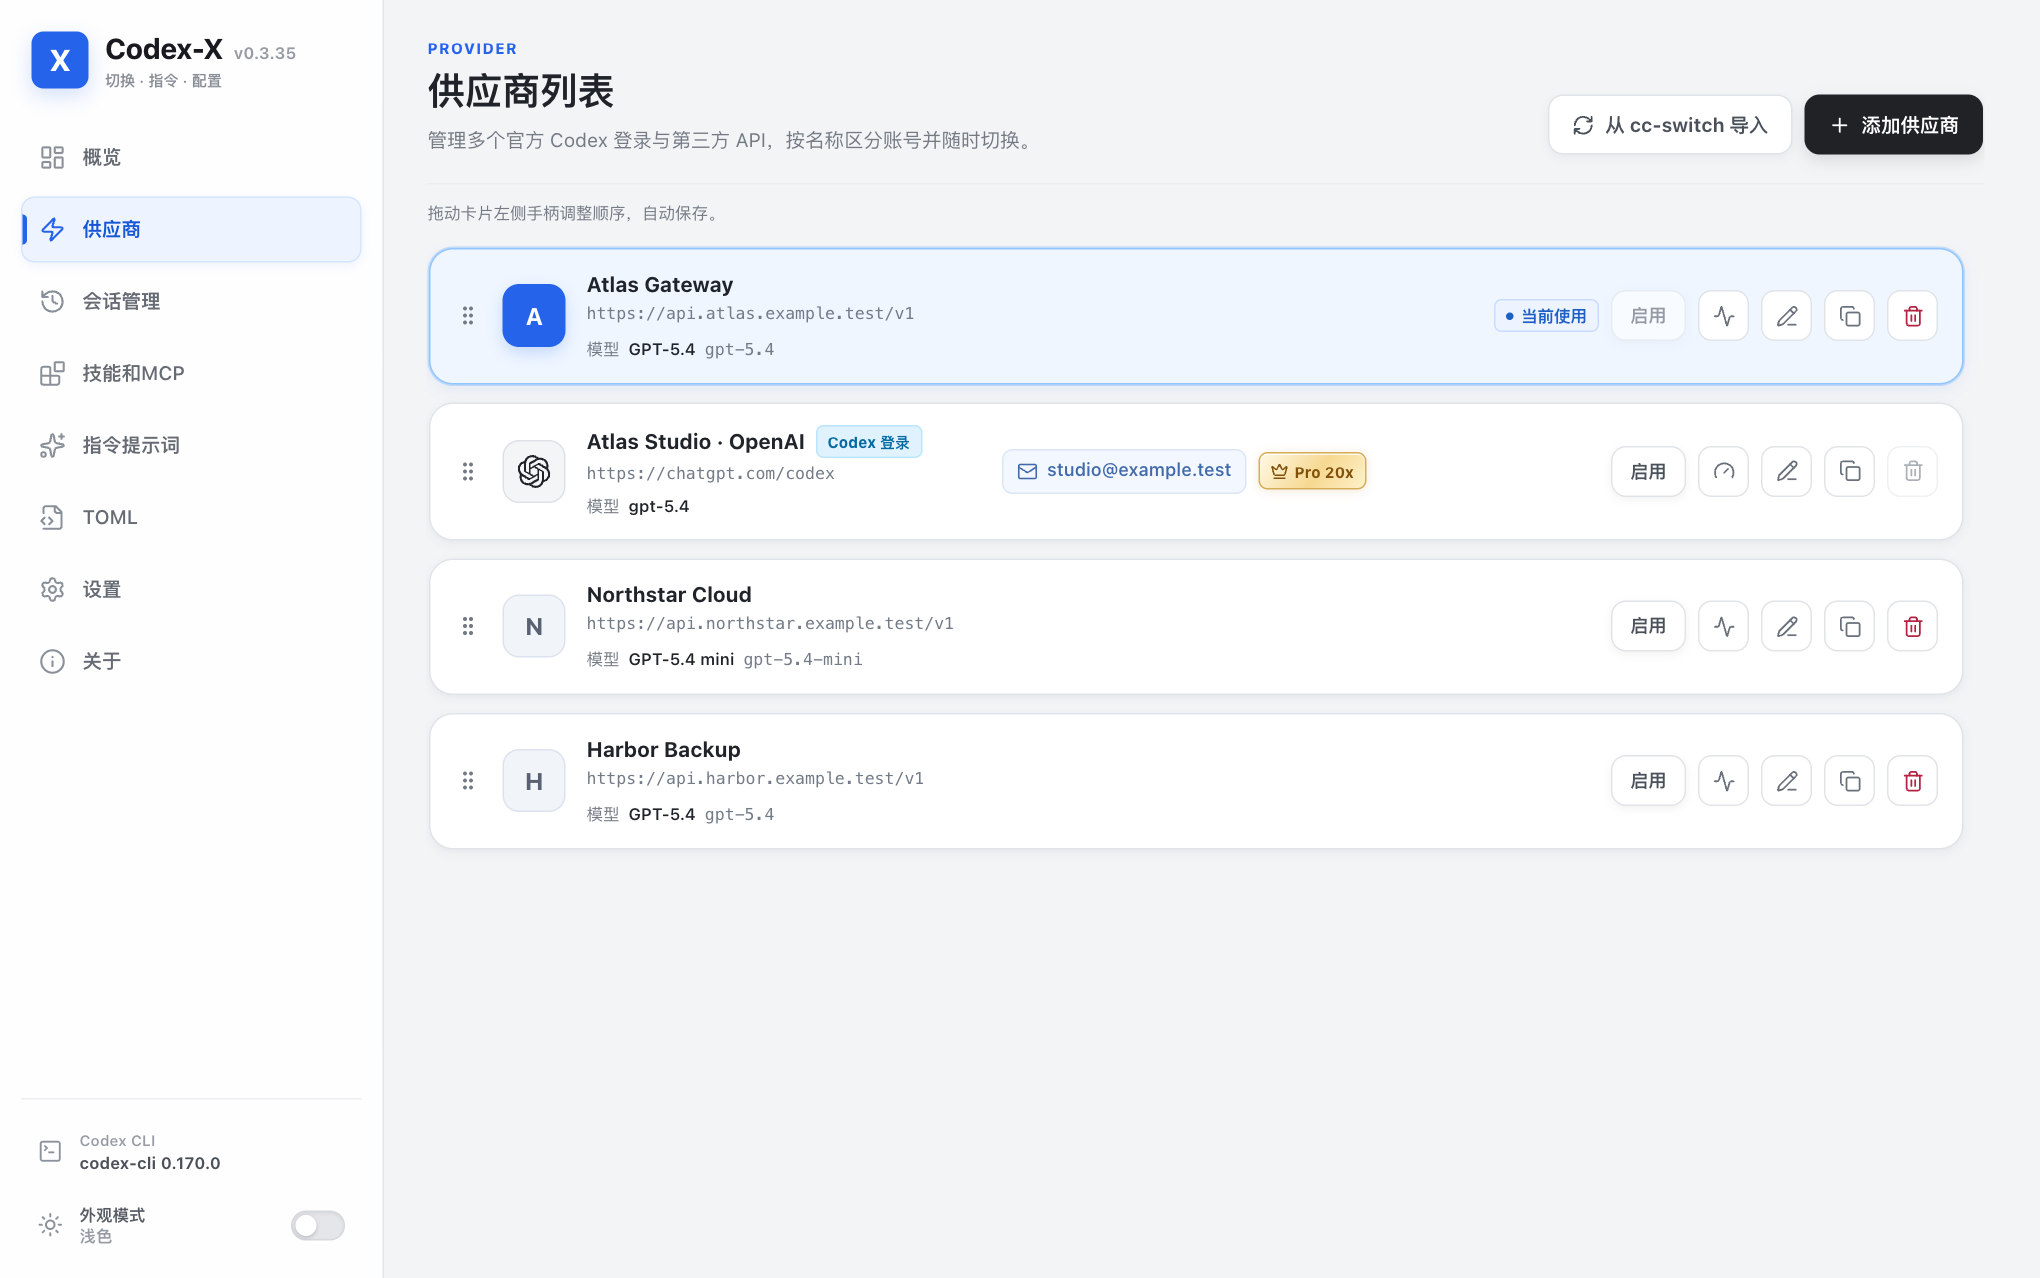 X
Codex-X v0.3.35
切换 · 指令 · 配置
概览
供应商
会话管理
技能和MCP
指令提示词
TOML
设置
关于
Codex CLI
codex-cli 0.170.0
外观模式
浅色
PROVIDER
供应商列表
管理多个官方 Codex 登录与第三方 API，按名称区分账号并随时切换。
从 cc-switch 导入
添加供应商
拖动卡片左侧手柄调整顺序，自动保存。
A
Atlas Gateway
https://api.atlas.example.test/v1
模型 GPT-5.4 gpt-5.4
当前使用
启用
Atlas Studio · OpenAI Codex 登录
https://chatgpt.com/codex
模型 gpt-5.4
studio@example.test
Pro 20x
启用
N
Northstar Cloud
https://api.northstar.example.test/v1
模型 GPT-5.4 mini gpt-5.4-mini
启用
H
Harbor Backup
https://api.harbor.example.test/v1
模型 GPT-5.4 gpt-5.4
启用